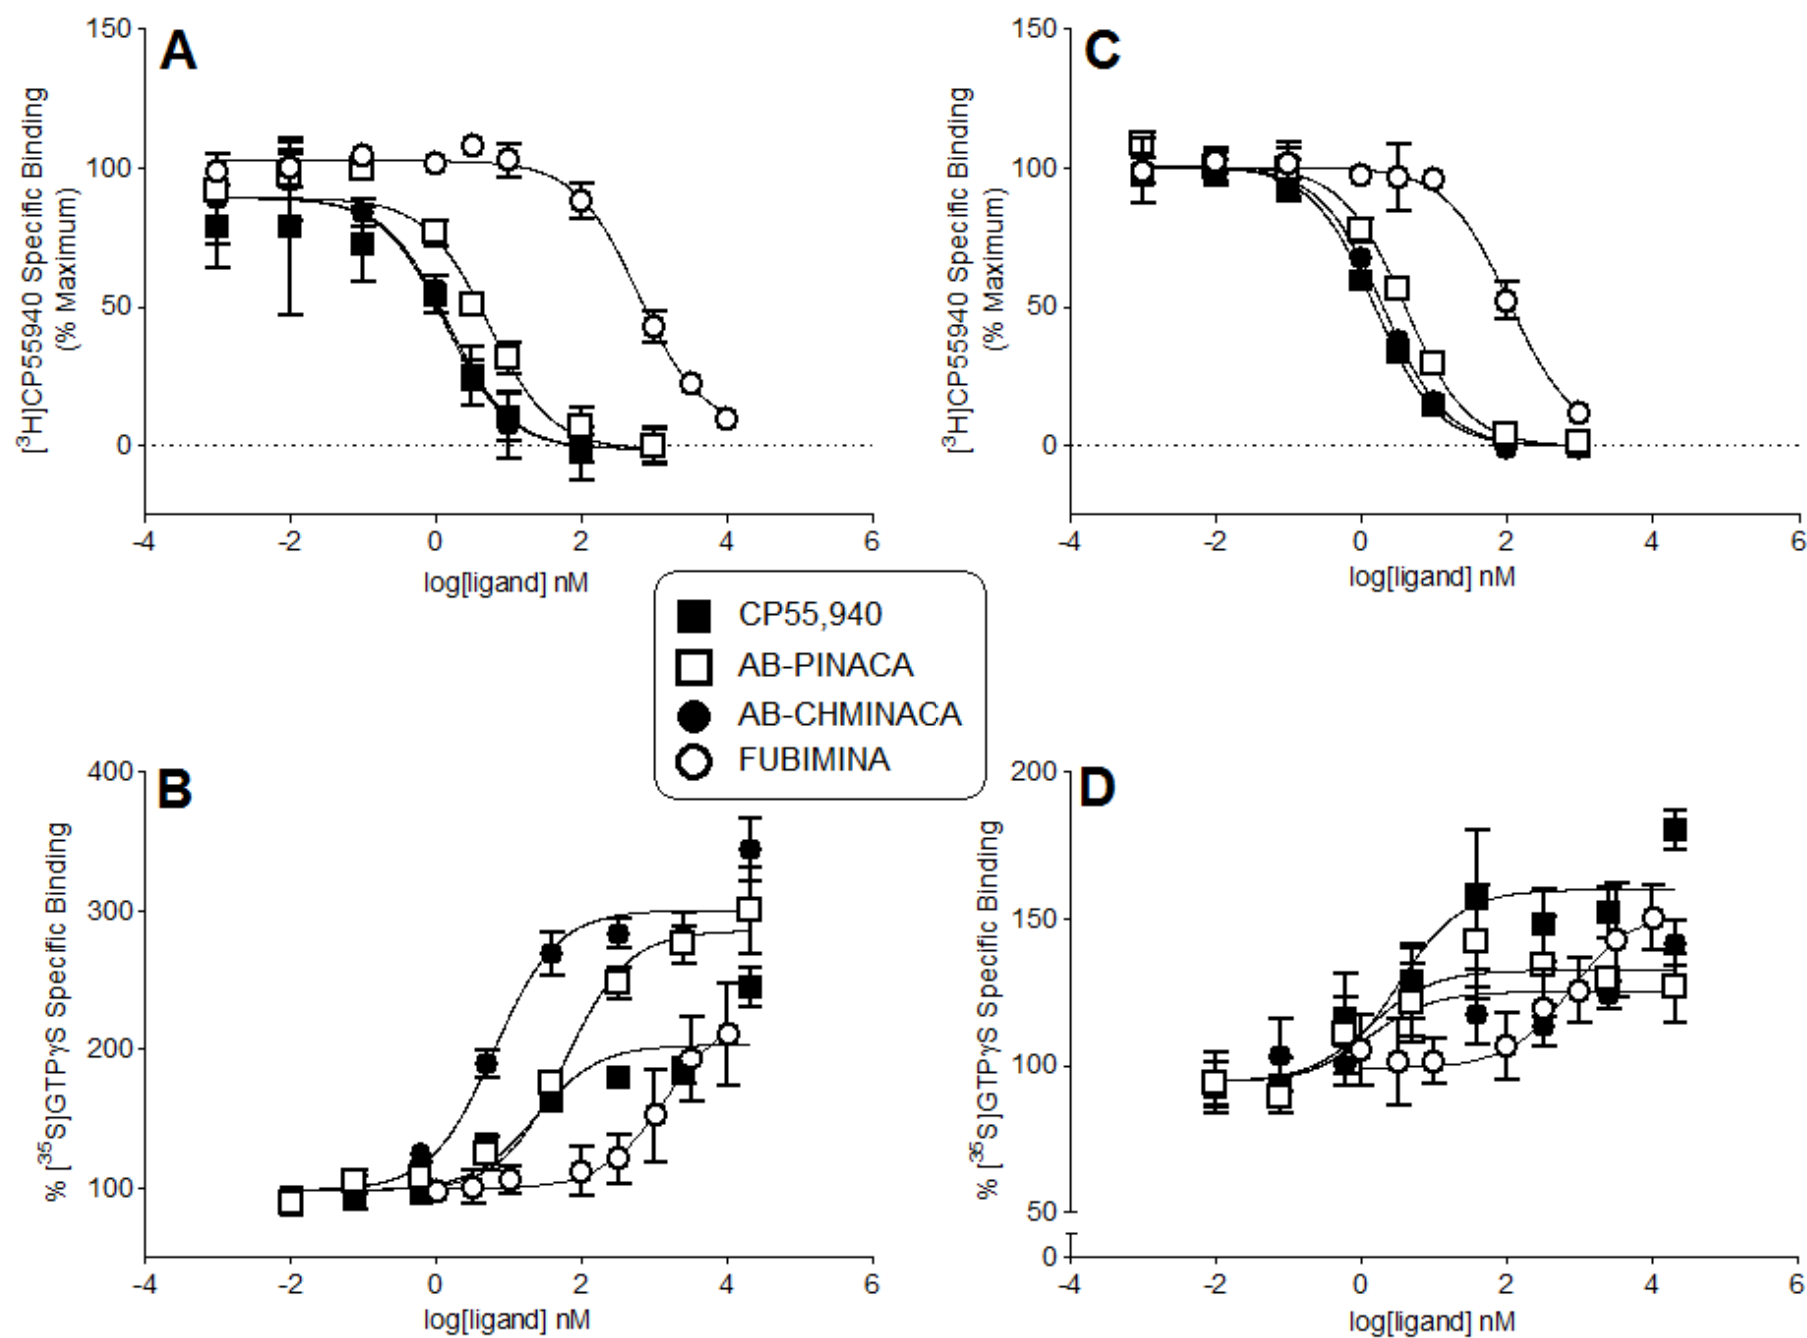 A
150
100
50
0
[³H]CP55940 Specific Binding
(% Maximum)
-4 -2 0 2 4 6
log[ligand] nM
C
150
100
50
0
[³H]CP55940 Specific Binding
(% Maximum)
-4 -2 0 2 4 6
log[ligand] nM
CP55,940
AB-PINACA
AB-CHMINACA
FUBIMINA
B
400
300
200
100
% [³⁵S]GTPγS Specific Binding
-4 -2 0 2 4 6
log[ligand] nM
D
200
150
100
50
0
% [³⁵S]GTPγS Specific Binding
-4 -2 0 2 4 6
log[ligand] nM